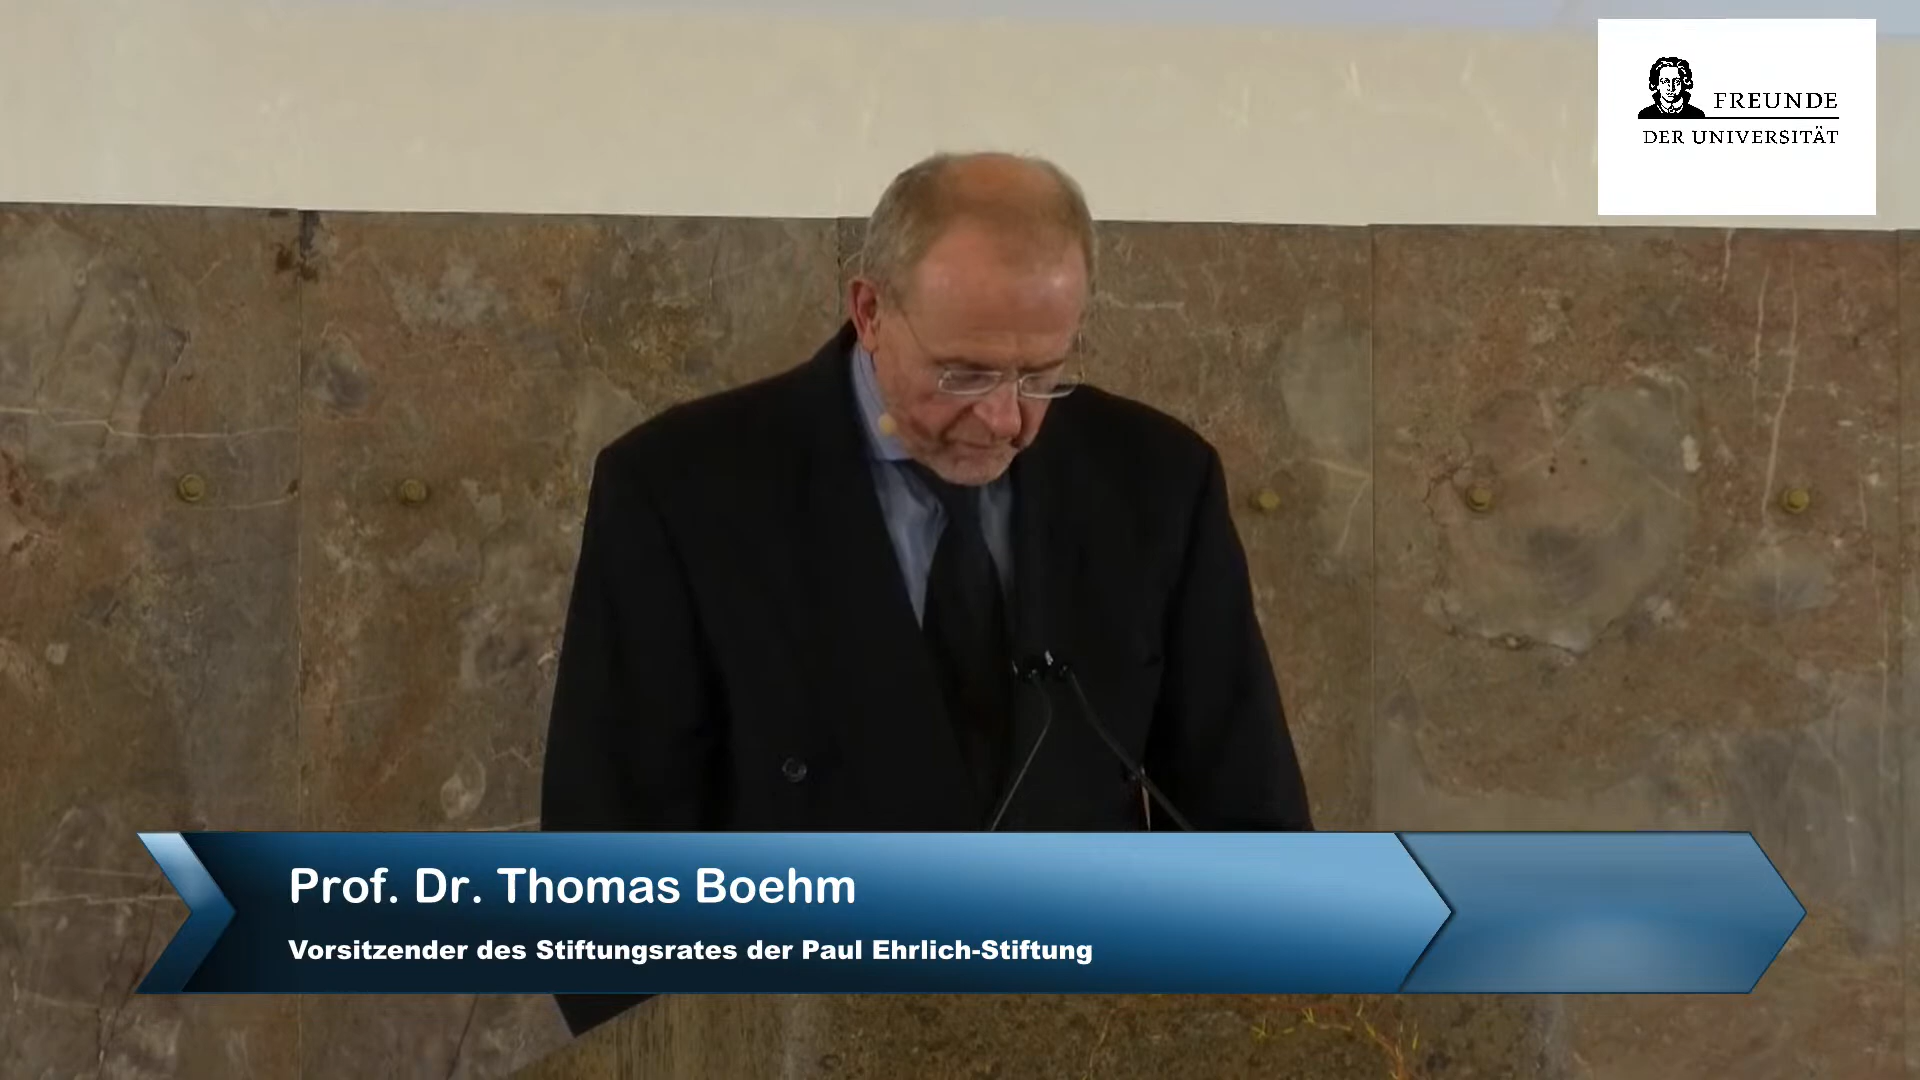 FREUNDE
DER UNIVERSITÄT
Prof. Dr. Thomas Boehm
Vorsitzender des Stiftungsrates der Paul Ehrlich-Stiftung